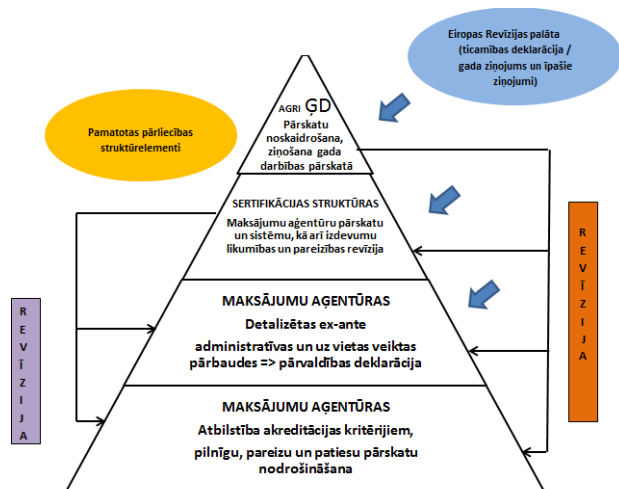 Eiropas Revīzijas palāta
(ticamības deklarācija /
gada ziņojums un īpašie
ziņojumi)
Pamatotas pārliecības
struktūrelementi
AGRI ĢD
Pārskatu
noskaidrošana,
ziņošana gada
darbības pārskatā
SERTIFIKĀCIJAS STRUKTŪRAS
Maksājumu aģentūru pārskatu
un sistēmu, kā arī izdevumu
likumības un pareizības revīzija
MAKSĀJUMU AĢENTŪRAS
Detalizētas ex-ante
administratīvas un uz vietas veiktas
pārbaudes => pārvaldības deklarācija
MAKSĀJUMU AĢENTŪRAS
Atbilstība akreditācijas kritērijiem,
pilnīgu, pareizu un patiesu pārskatu
nodrošināšana
REVĪZIJA
REVĪZIJA